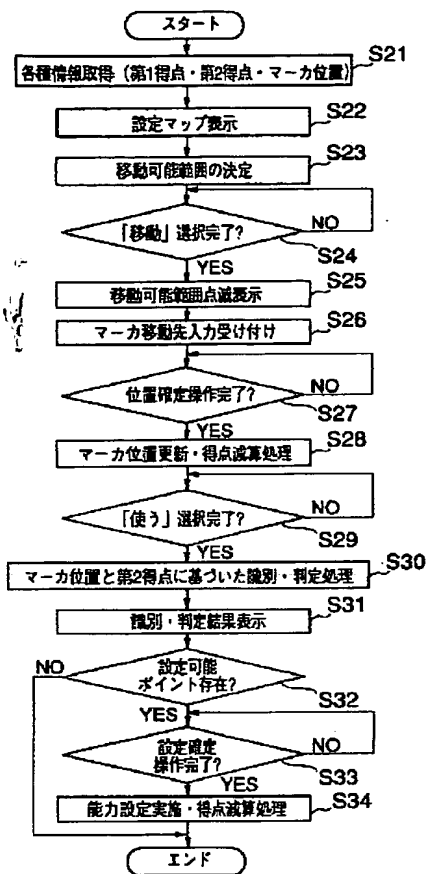 スタート
各種情報取得（第1得点・第2得点・マーカ位置）
S21
設定マップ表示
S22
移動可能範囲の決定
S23
「移動」選択完了?
NO
S24
YES
移動可能範囲点滅表示
S25
マーカ移動先入力受け付け
S26
位置確定操作完了?
NO
S27
YES
マーカ位置更新・得点減算処理
S28
「使う」選択完了?
NO
S29
YES
マーカ位置と第2得点に基づいた識別・判定処理
S30
識別・判定結果表示
S31
設定可能
ポイント存在?
NO
S32
YES
設定確定
操作完了?
NO
S33
YES
能力設定実施・得点減算処理
S34
エンド